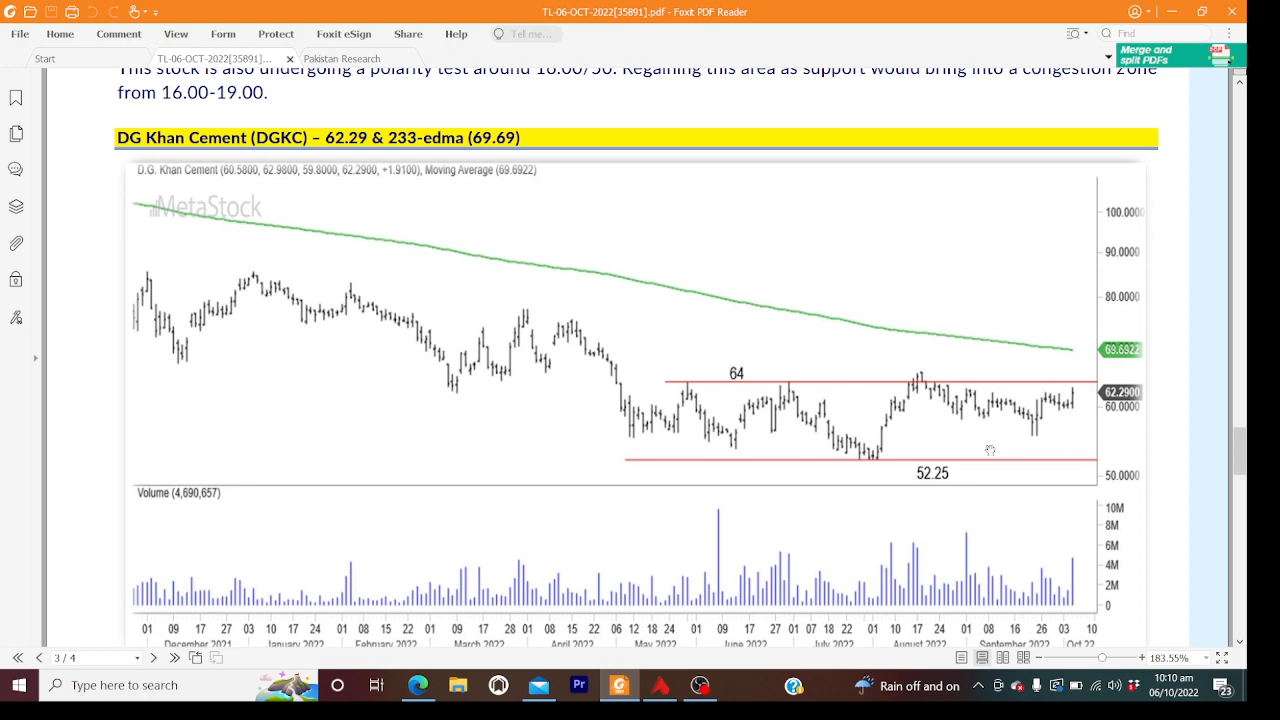 TL-06-OCT-2022[35891].pdf - Foxit PDF Reader
File Home Comment View Form Protect Foxit eSign Share Help Tell me... Find
Start TL-06-OCT-2022[35891]... Pakistan Research
Merge and
split PDFs
This stock is also undergoing a polarity test around 16.00/50. Regaining this area as support would bring into a congestion zone
from 16.00-19.00.
DG Khan Cement (DGKC) – 62.29 & 233-edma (69.69)
D.G. Khan Cement (60.5800, 62.9800, 59.8000, 62.2900, +1.9100), Moving Average (69.6922)
MetaStock
100.0000
90.0000
80.0000
69.6922
64
62.2900
60.0000
52.25
50.0000
Volume (4,690,657)
10M
8M
6M
4M
2M
0
01 09 17 27 03 10 17 24 01 08 15 22 01 09 17 28 08 15 22 12 18 24 01 09 17 27 01 07 18 22 01 10 17 24 01 08 16 26 03 10
December 2021 January 2022 February 2022 March 2022 April 2022 May 2022 June 2022 July 2022 August 2022 September 2022 Oct 22
3 / 4 183.55%
Type here to search Pr Rain off and on 10:10 am
06/10/2022 23